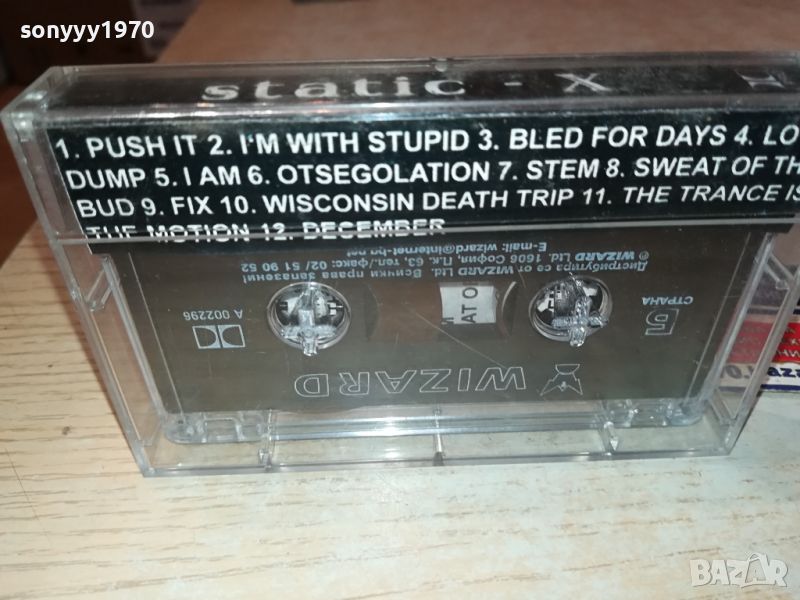 sonyyy1970
static - X
1. PUSH IT 2. I'M WITH STUPID 3. BLED FOR DAYS 4. LO
DUMP 5. I AM 6. OTSEGOLATION 7. STEM 8. SWEAT OF TH
BUD 9. FIX 10. WISCONSIN DEATH TRIP 11. THE TRANCE IS
THE MOTION 12. DECEMBER
WIZARD
СТРАНА
Б
A 002296
Всички права запазени!
Дистрибутира се от WIZARD Ltd.
® WIZARD Ltd. 1606 София, П.к. 63, тел./факс: 02/ 51 90 52
E-mail: wizard@internet-bg.net
AT O
BAZAR